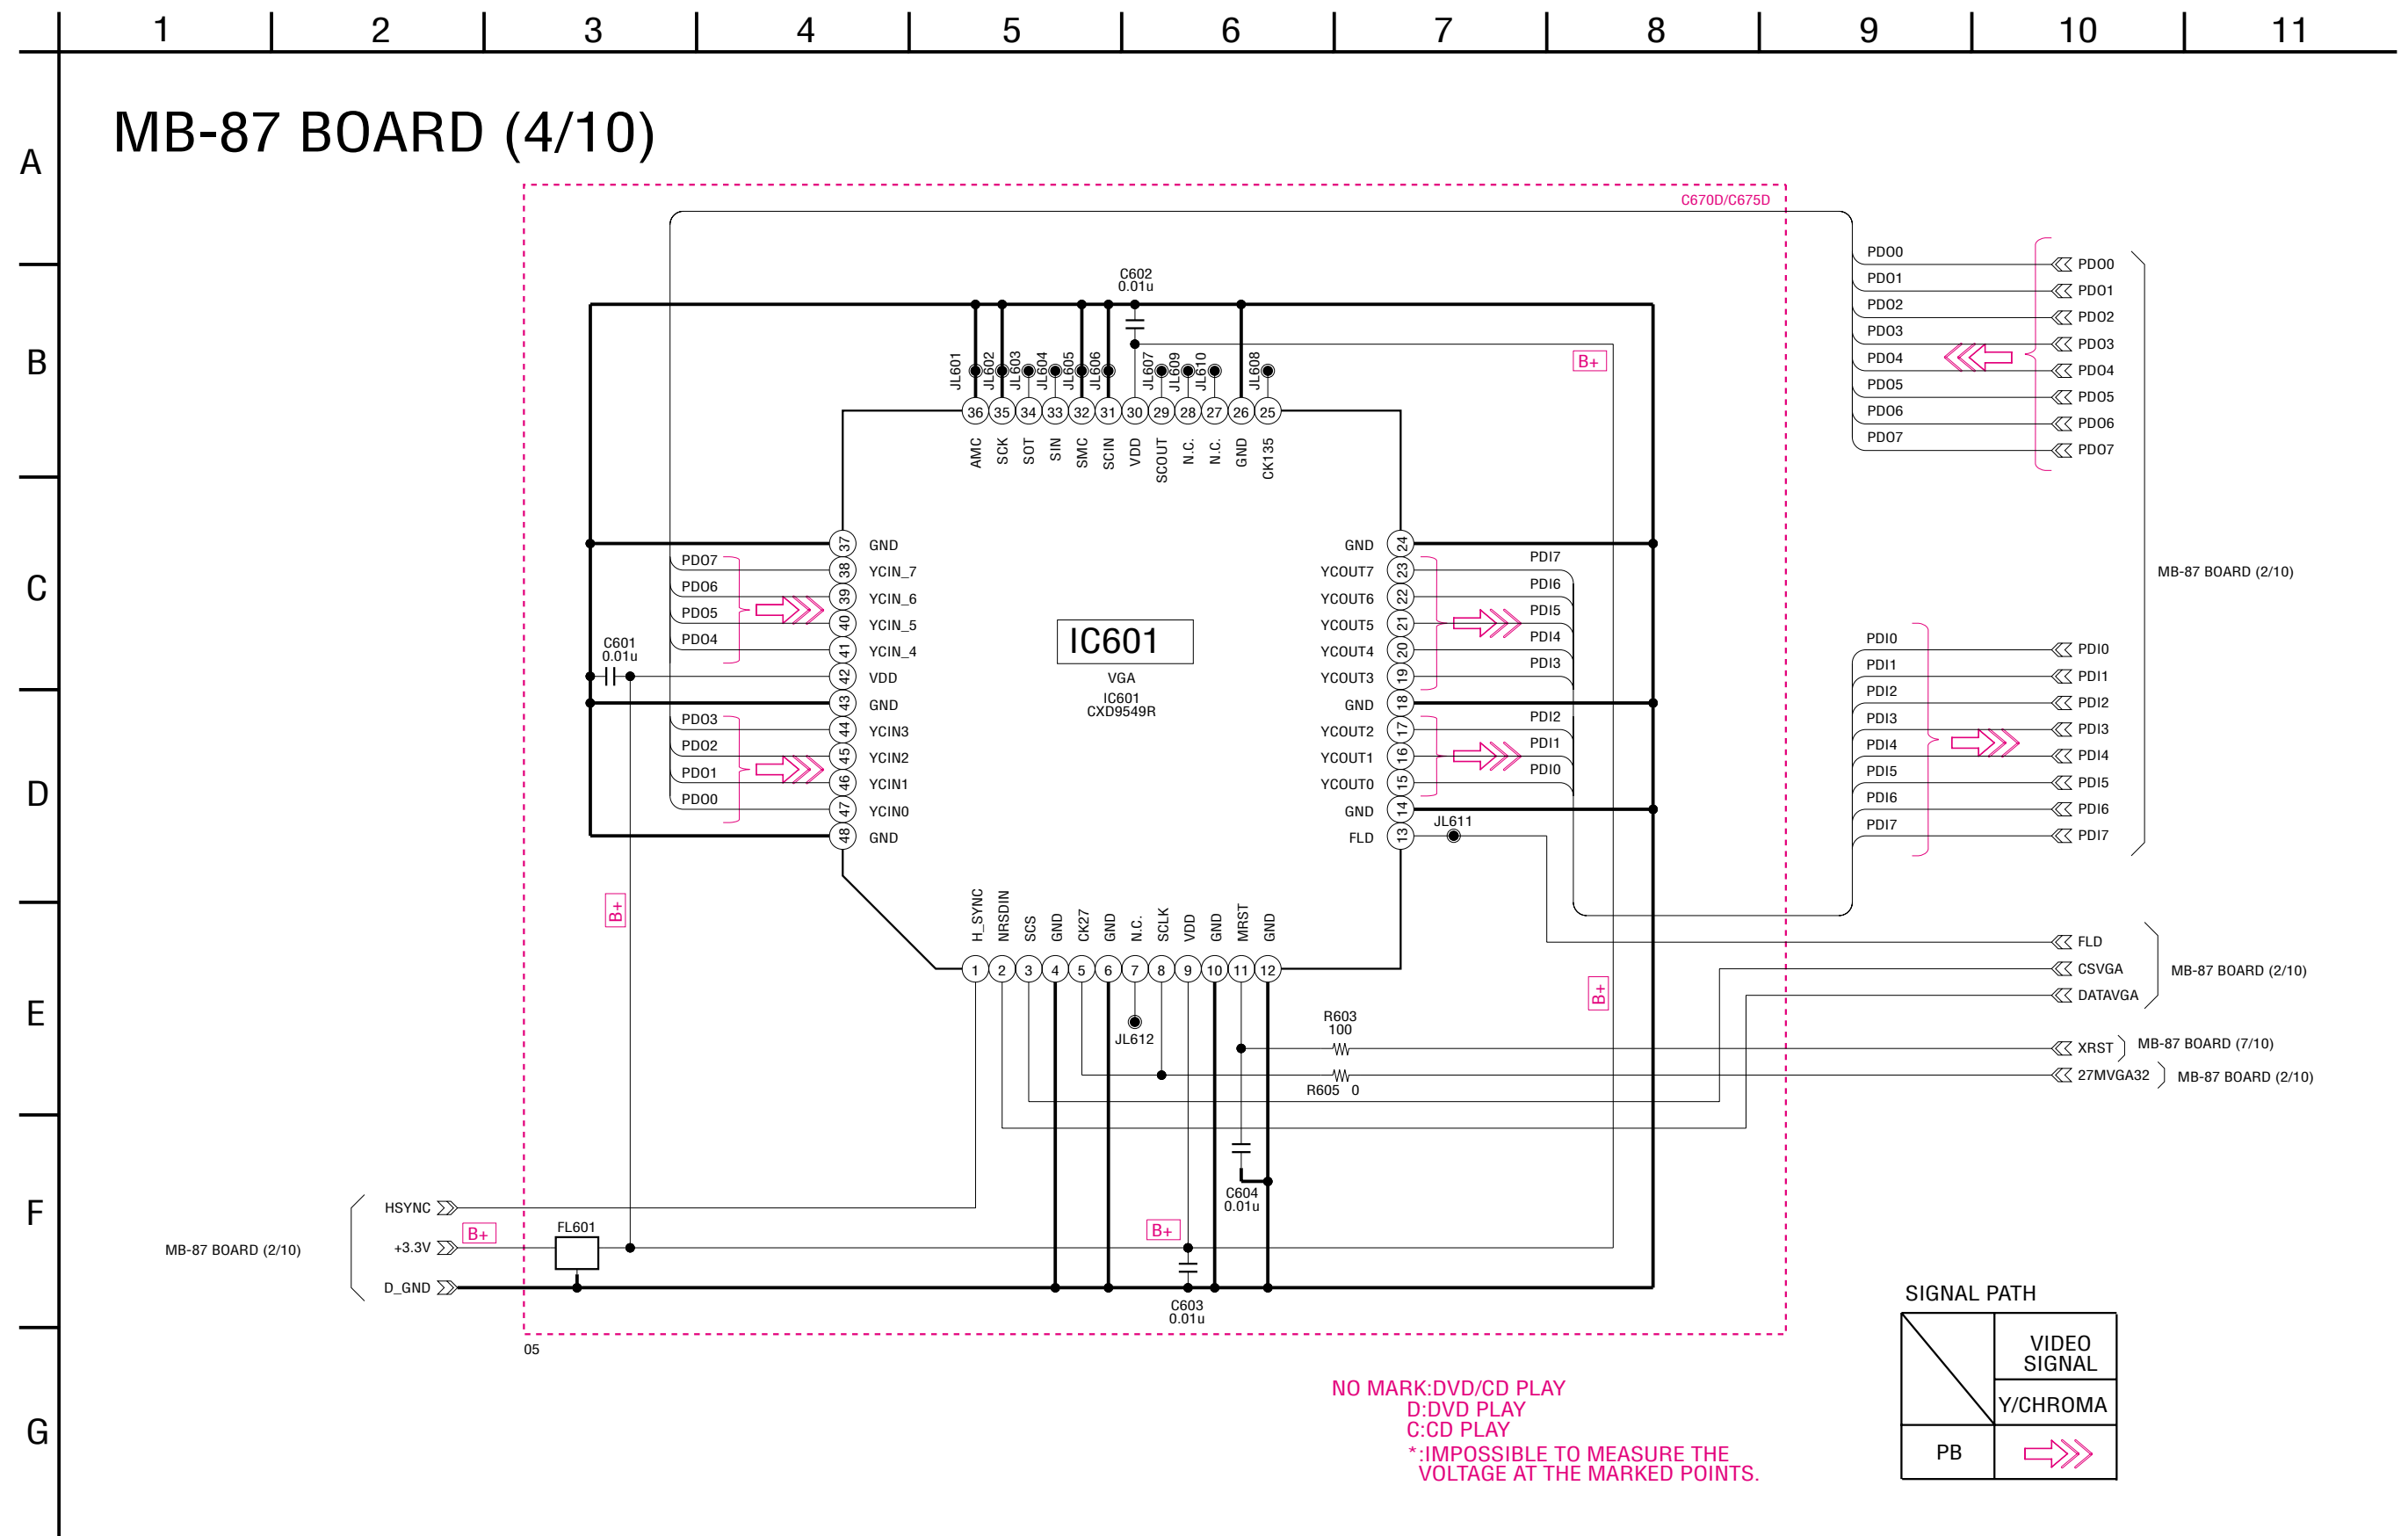 1 2 3 4 5 6 7 8 9 10 11
A
B
C
D
E
F
G
MB-87 BOARD (4/10)
C670D/C675D
C602
0.01u
B+
JL601
JL602
JL603
JL604
JL605
JL606
JL607
JL609
JL610
JL608
36 35 34 33 32 31 30 29 28 27 26 25
AMC
SCK
SOT
SIN
SMC
SCIN
VDD
SCOUT
N.C.
N.C.
GND
CK135
PDO0 PDO0
PDO1 PDO1
PDO2 PDO2
PDO3 PDO3
PDO4 PDO4
PDO5 PDO5
PDO6 PDO6
PDO7 PDO7
MB-87 BOARD (2/10)
37 GND
PDO7 38 YCIN_7
PDO6 39 YCIN_6
PDO5 40 YCIN_5
PDO4 41 YCIN_4
C601
0.01u
42 VDD
43 GND
PDO3 44 YCIN3
PDO2 45 YCIN2
PDO1 46 YCIN1
PDO0 47 YCIN0
48 GND
B+
IC601
VGA
IC601
CXD9549R
GND 24
YCOUT7 23 PDI7
YCOUT6 22 PDI6
YCOUT5 21 PDI5
YCOUT4 20 PDI4
YCOUT3 19 PDI3
GND 18
YCOUT2 17 PDI2
YCOUT1 16 PDI1
YCOUT0 15 PDI0
GND 14
FLD 13
JL611
PDI0 PDI0
PDI1 PDI1
PDI2 PDI2
PDI3 PDI3
PDI4 PDI4
PDI5 PDI5
PDI6 PDI6
PDI7 PDI7
H_SYNC
NRSDIN
SCS
GND
CK27
GND
N.C.
SCLK
VDD
GND
MRST
GND
1 2 3 4 5 6 7 8 9 10 11 12
JL612
B+
FLD
CSVGA
DATAVGA
MB-87 BOARD (2/10)
R603
100
XRST
MB-87 BOARD (7/10)
R605 0
27MVGA32
MB-87 BOARD (2/10)
C604
0.01u
HSYNC
+3.3V
D_GND
MB-87 BOARD (2/10)
B+
FL601
B+
C603
0.01u
05
NO MARK:DVD/CD PLAY
D:DVD PLAY
C:CD PLAY
*:IMPOSSIBLE TO MEASURE THE
VOLTAGE AT THE MARKED POINTS.
SIGNAL PATH
VIDEO
SIGNAL
Y/CHROMA
PB